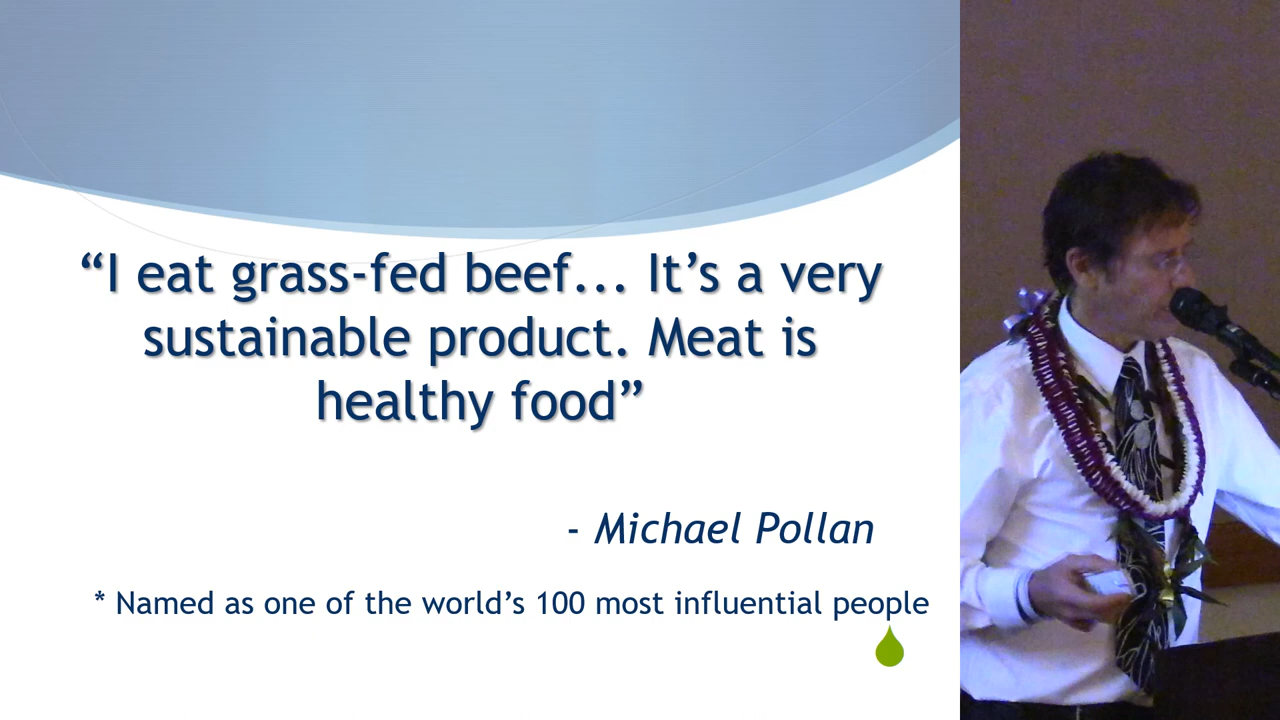 “I eat grass-fed beef... It’s a very
sustainable product. Meat is
healthy food”
- Michael Pollan
* Named as one of the world’s 100 most influential people